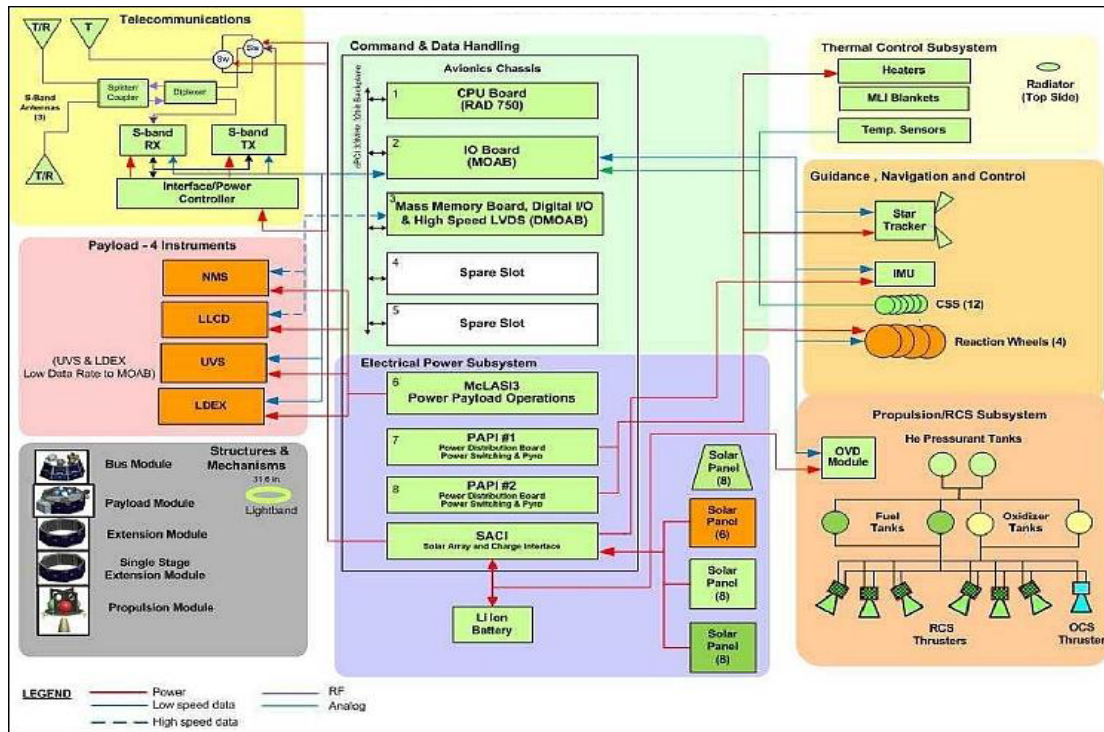 Telecommunications
T/R
T
Sw
Sw
S-Band
Antennas
(3)
Splitter/
Coupler
Diplexer
S-band
RX
S-band
TX
T/R
Interface/Power
Controller
Payload - 4 Instruments
NMS
LLCD
UVS
LDEX
(UVS & LDEX
Low Data Rate to MOAB)
Structures &
Mechanisms
31.6 in.
Lightband
Bus Module
Payload Module
Extension Module
Single Stage
Extension Module
Propulsion Module
Command & Data Handling
Avionics Chassis
cPCI 33MHz 32bit Backplane
1
CPU Board
(RAD 750)
2
IO Board
(MOAB)
3
Mass Memory Board, Digital I/O
& High Speed LVDS (DMOAB)
4
Spare Slot
5
Spare Slot
Electrical Power Subsystem
6
McLASI3
Power Payload Operations
7
PAPI #1
Power Distribution Board
Power Switching & Pyro
8
PAPI #2
Power Distribution Board
Power Switching & Pyro
SACI
Solar Array and Charge Interface
Li Ion
Battery
Solar
Panel
(8)
Solar
Panel
(6)
Solar
Panel
(8)
Solar
Panel
(8)
Thermal Control Subsystem
Heaters
MLI Blankets
Temp. Sensors
Radiator
(Top Side)
Guidance , Navigation and Control
Star
Tracker
IMU
CSS (12)
Reaction Wheels (4)
Propulsion/RCS Subsystem
He Pressurant Tanks
OVD
Module
Fuel
Tanks
Oxidizer
Tanks
RCS
Thrusters
OCS
Thruster
LEGEND
Power
Low speed data
High speed data
RF
Analog